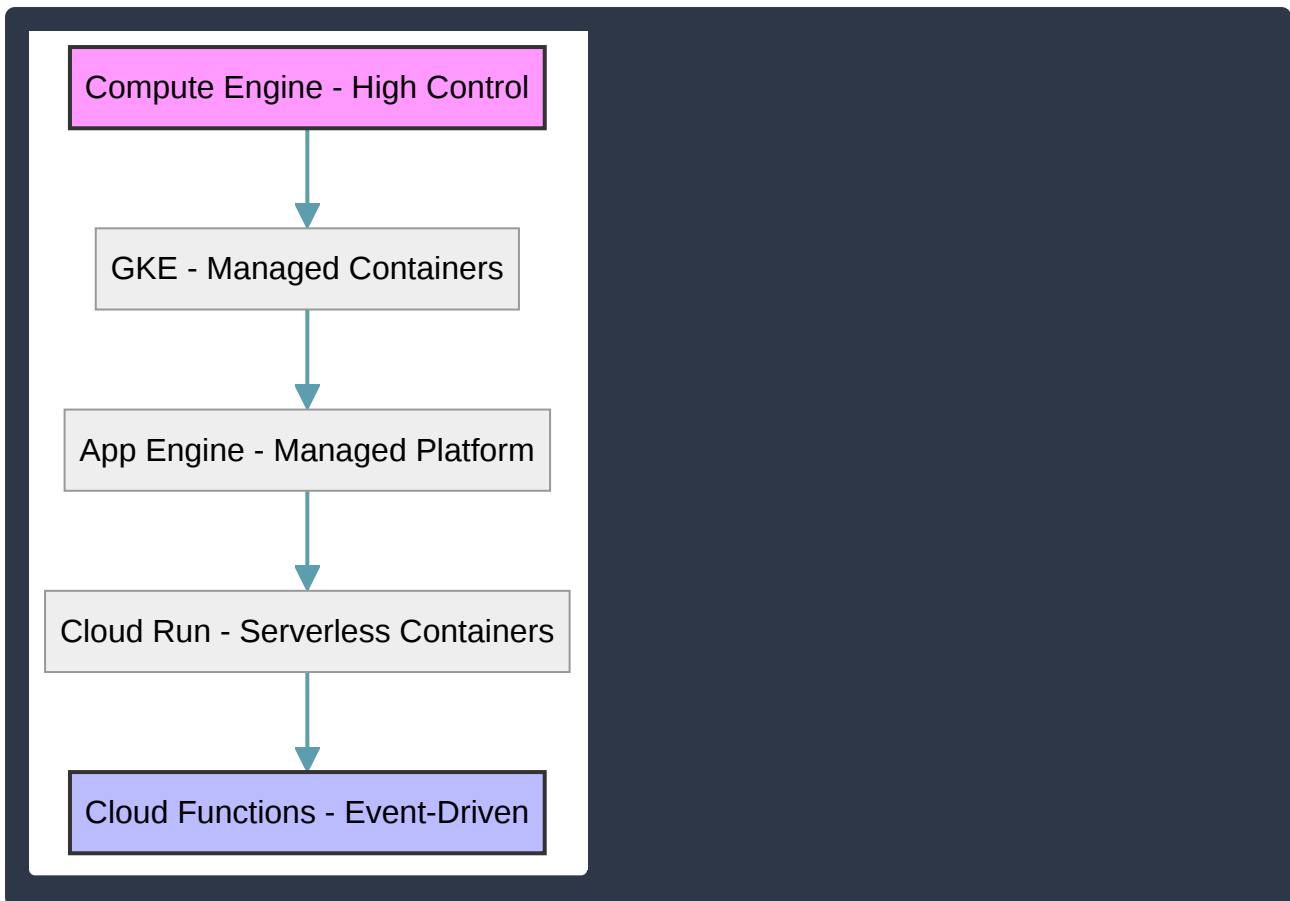 Compute Engine - High Control
GKE - Managed Containers
App Engine - Managed Platform
Cloud Run - Serverless Containers
Cloud Functions - Event-Driven